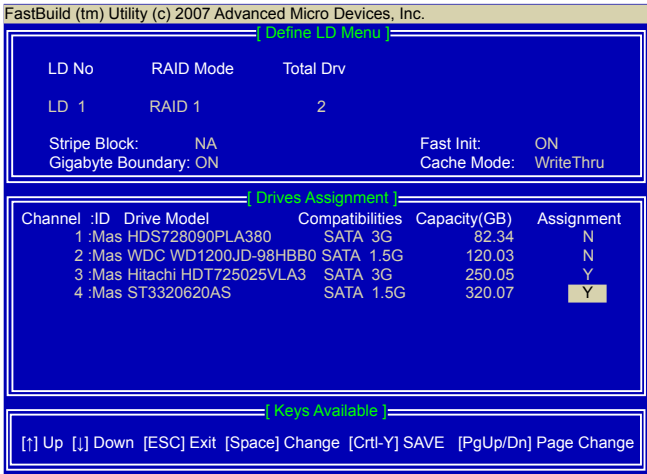 FastBuild (tm) Utility (c) 2007 Advanced Micro Devices, Inc.
[ Define LD Menu ]
LD No RAID Mode Total Drv
LD 1 RAID 1 2
Stripe Block: NA Fast Init: ON
Gigabyte Boundary: ON Cache Mode: WriteThru
[ Drives Assignment ]
Channel :ID Drive Model Compatibilities Capacity(GB) Assignment
1 :Mas HDS728090PLA380 SATA 3G 82.34 N
2 :Mas WDC WD1200JD-98HBB0 SATA 1.5G 120.03 N
3 :Mas Hitachi HDT725025VLA3 SATA 3G 250.05 Y
4 :Mas ST3320620AS SATA 1.5G 320.07 Y
[ Keys Available ]
[↑] Up [↓] Down [ESC] Exit [Space] Change [Crtl-Y] SAVE [PgUp/Dn] Page Change